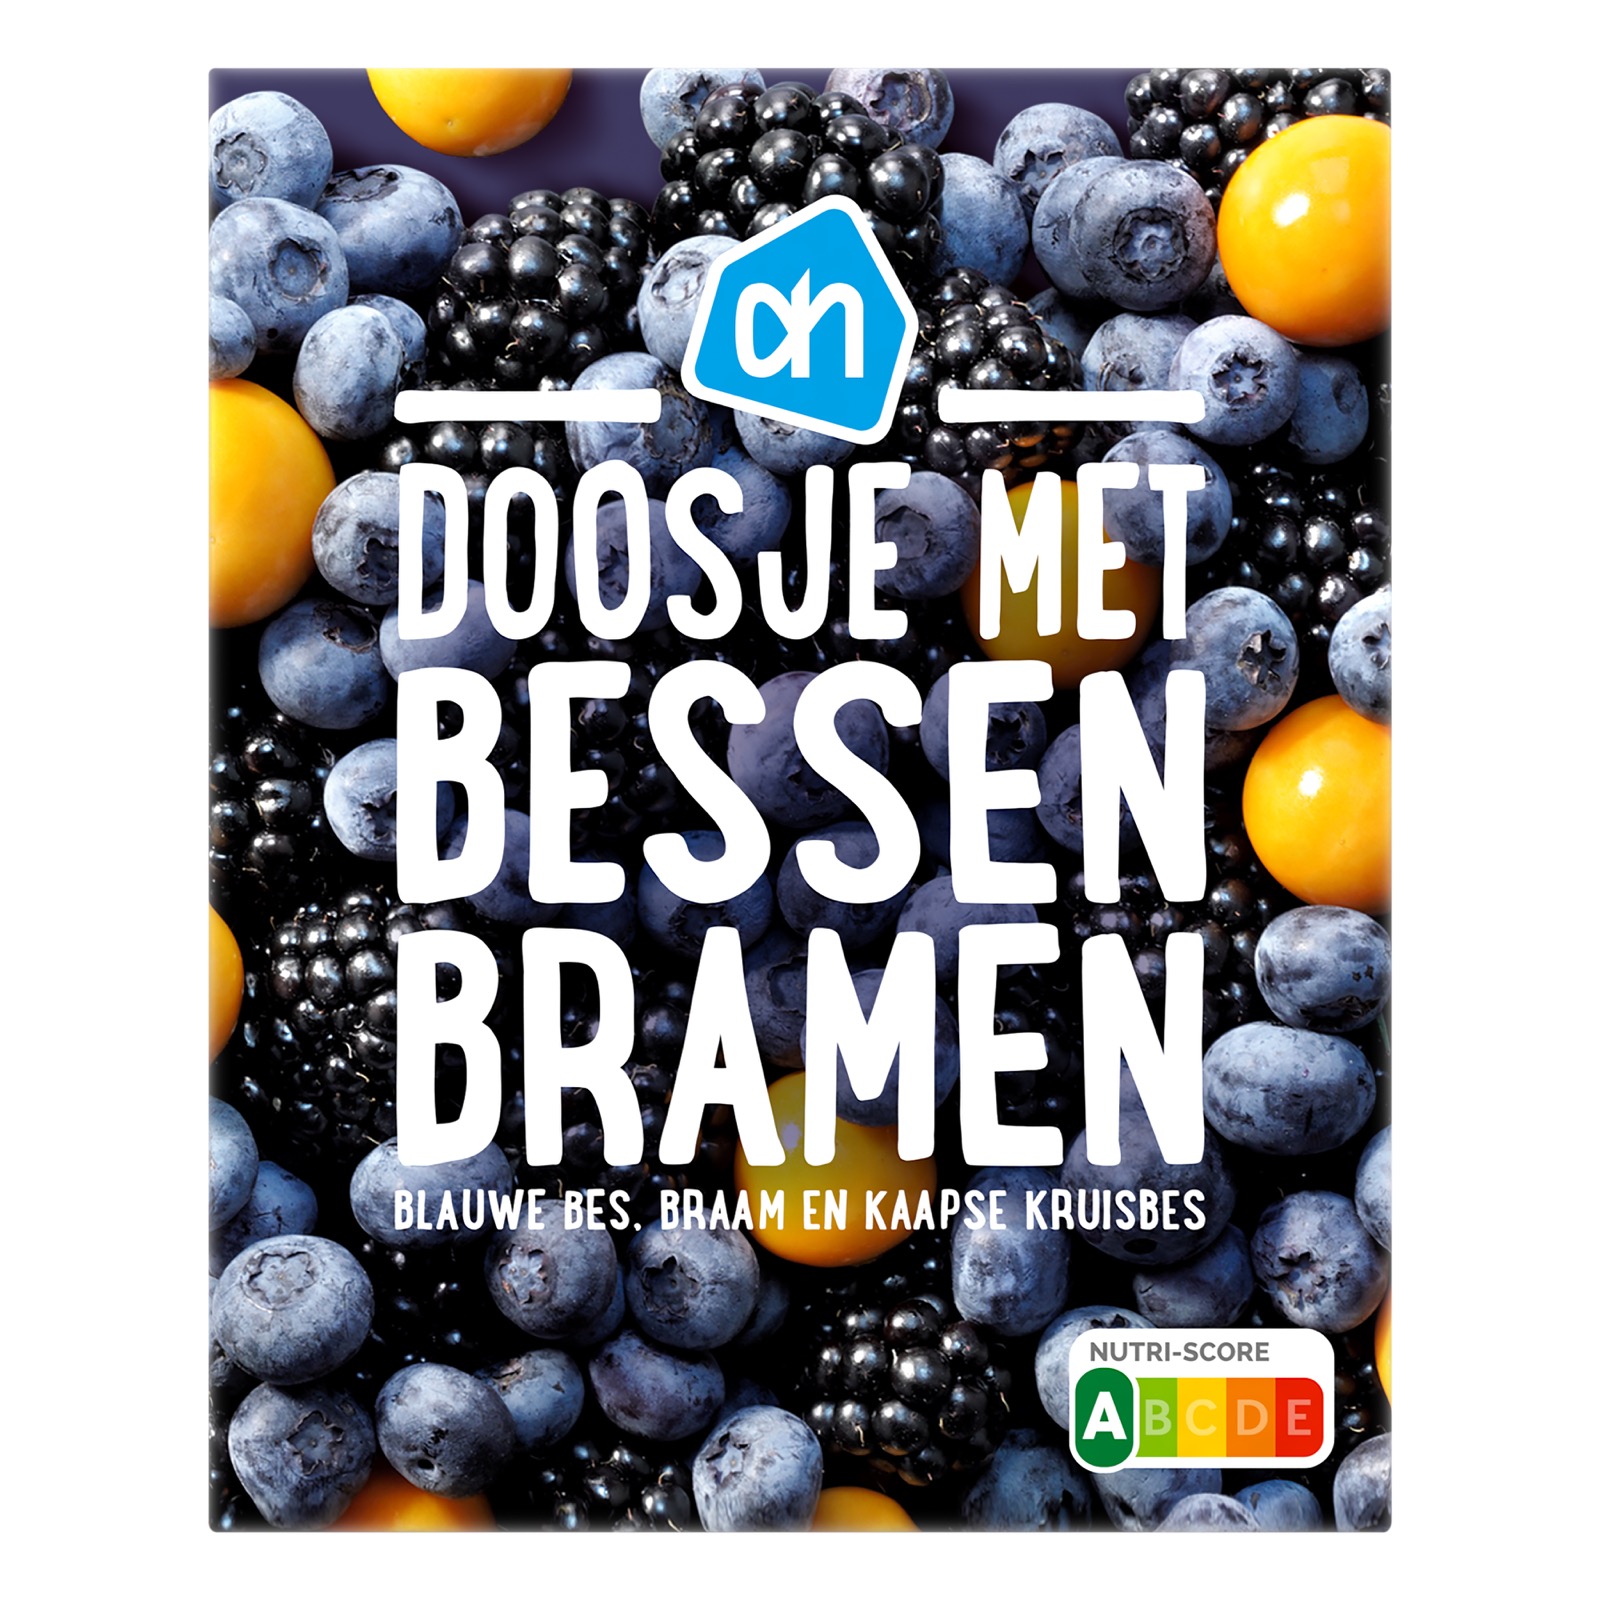 ah
DOOSJE MET
BESSEN
BRAMEN
BLAUWE BES, BRAAM EN KAAPSE KRUISBES
NUTRI-SCORE
A B C D E